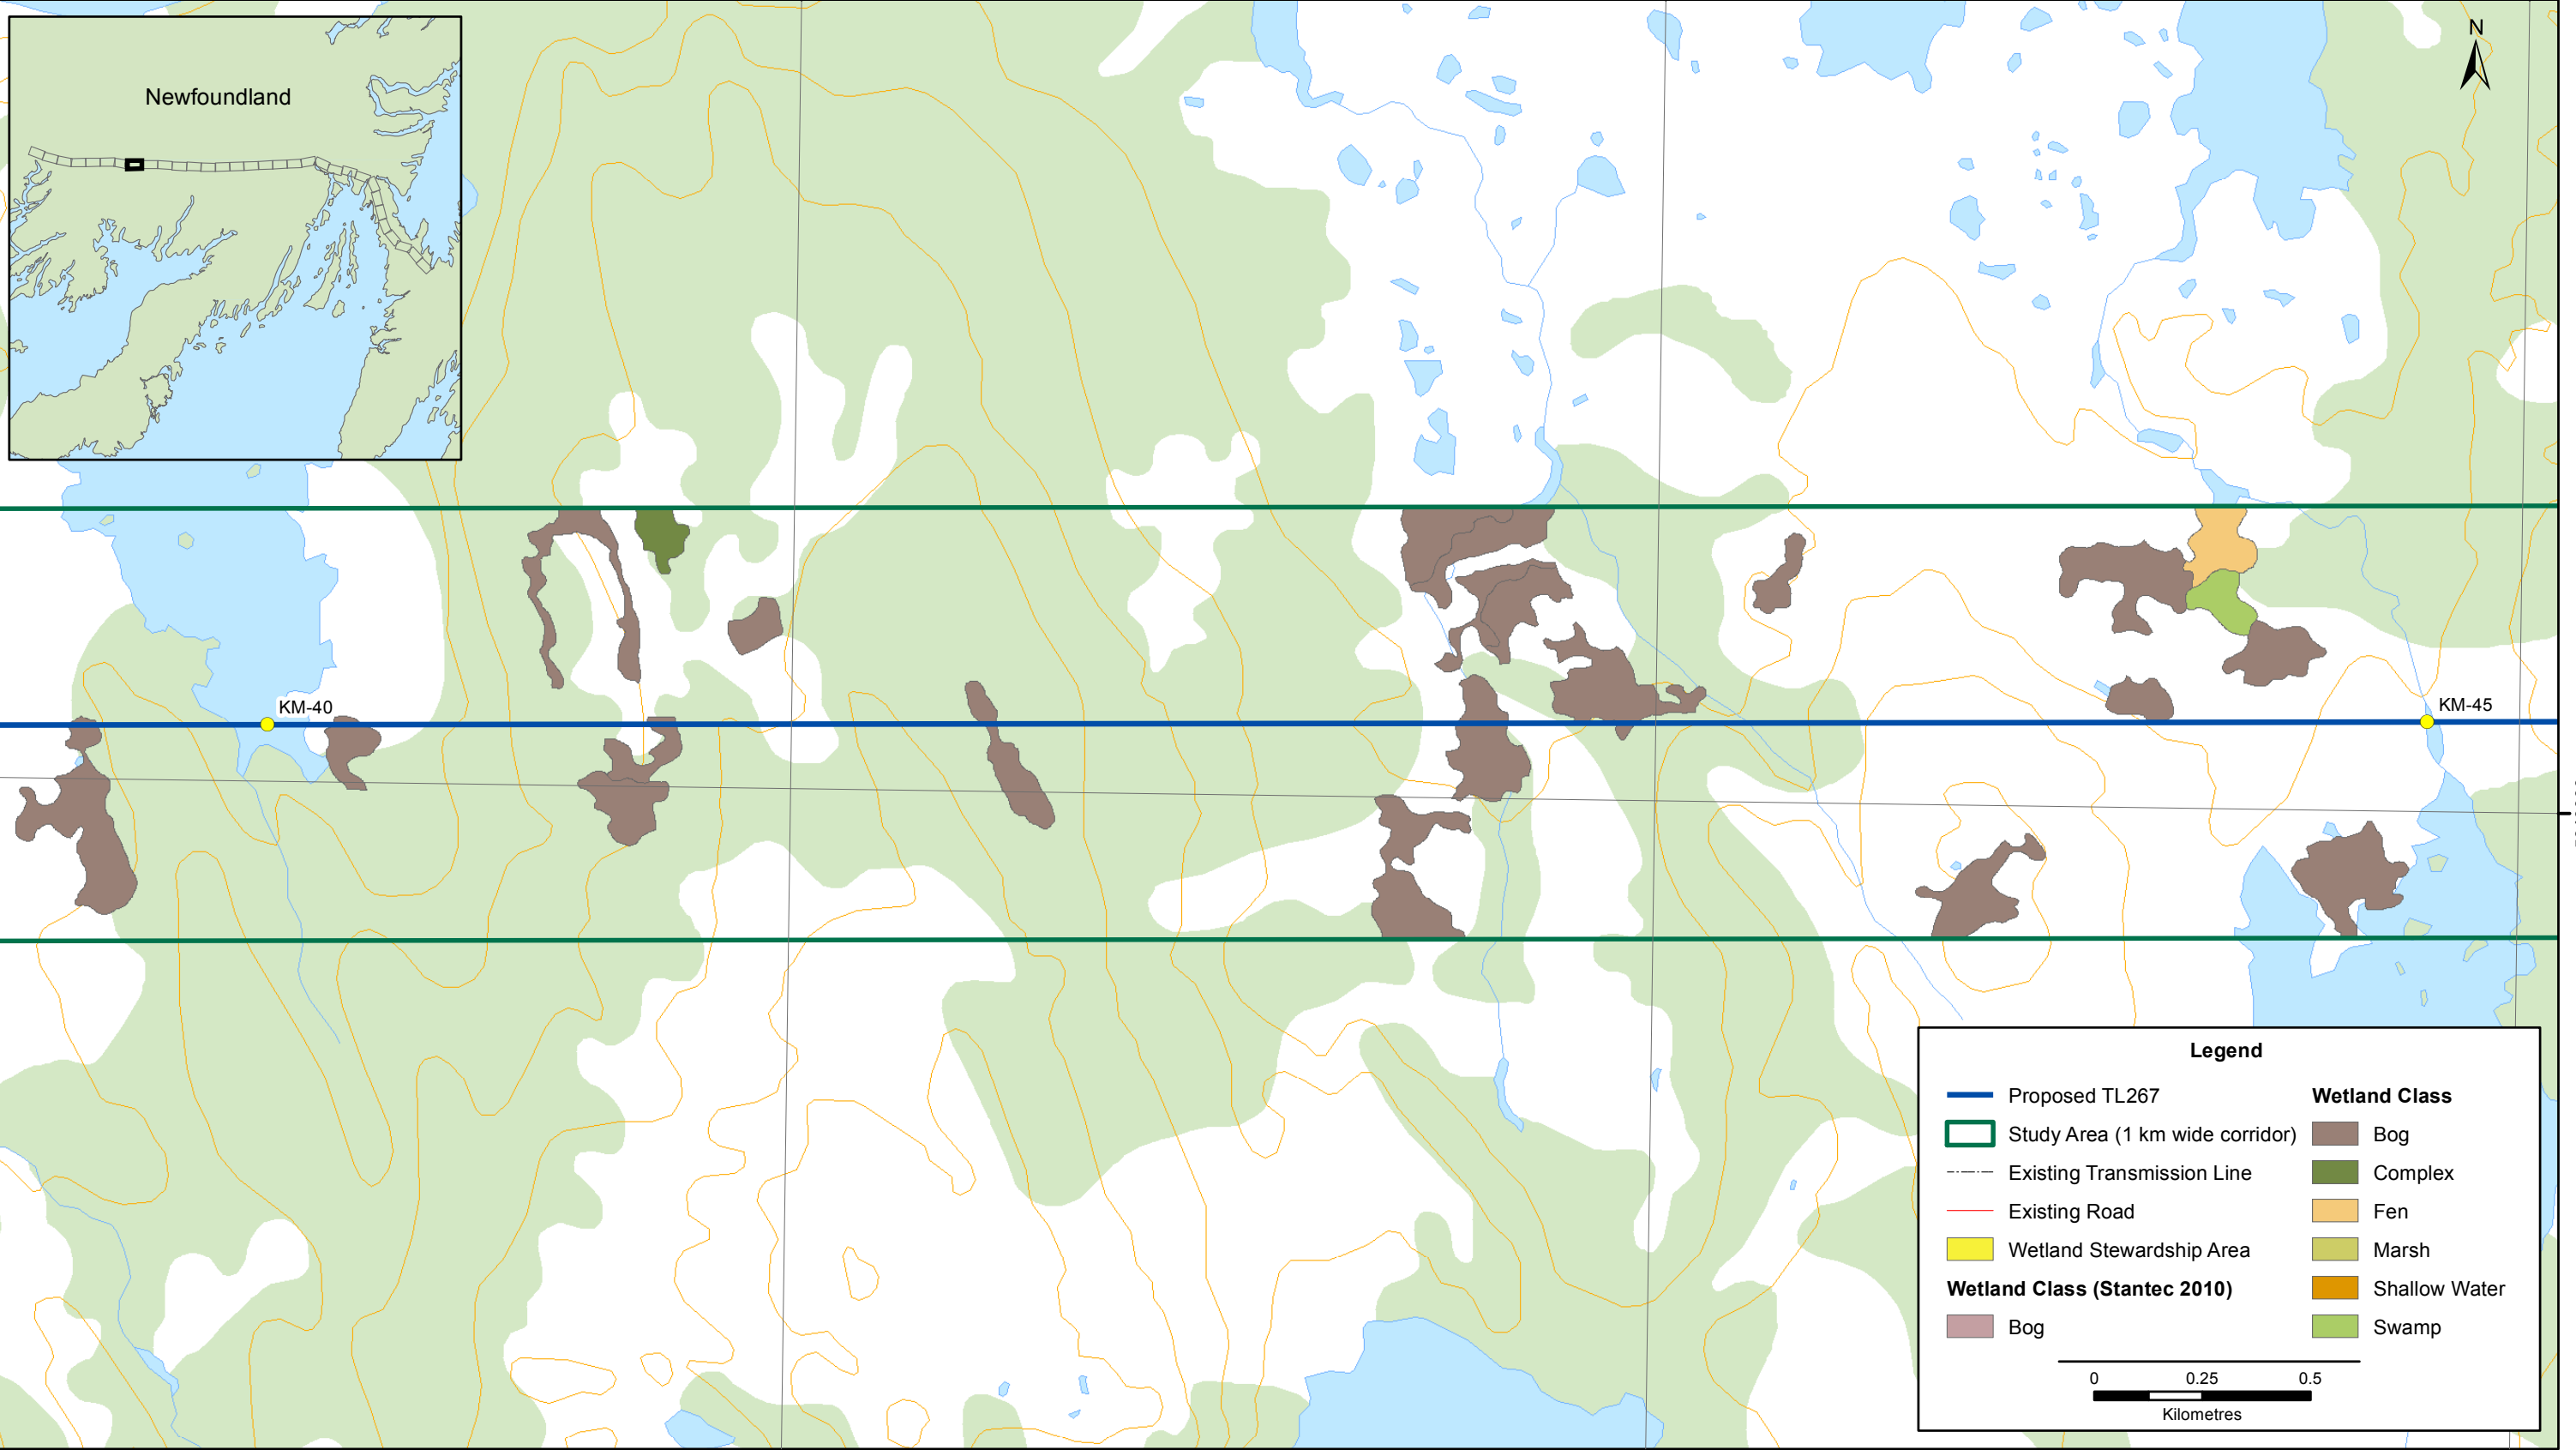 Newfoundland
N
KM-40
KM-45
Legend
Proposed TL267
Study Area (1 km wide corridor)
Existing Transmission Line
Existing Road
Wetland Stewardship Area
Wetland Class (Stantec 2010)
Bog
Wetland Class
Bog
Complex
Fen
Marsh
Shallow Water
Swamp
0 0.25 0.5
Kilometres